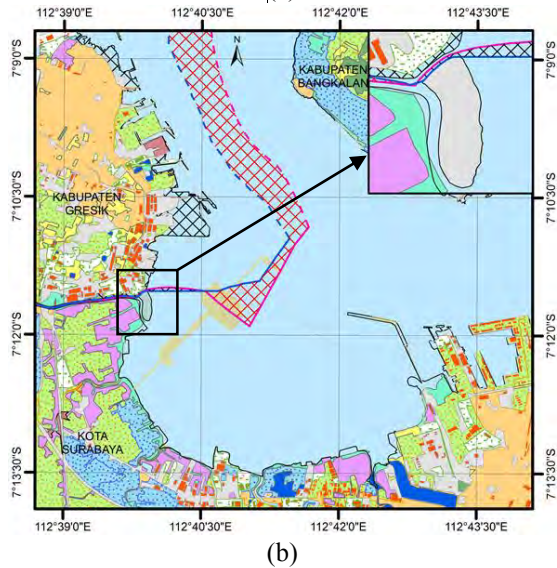 112°39'0"E 112°40'30"E 112°42'0"E 112°43'30"E
7°9'0"S
7°9'0"S
N
KABUPATEN
BANGKALAN
7°10'30"S
7°10'30"S
KABUPATEN
GRESIK
7°12'0"S
7°12'0"S
KOTA
SURABAYA
7°13'30"S
7°13'30"S
112°39'0"E 112°40'30"E 112°42'0"E 112°43'30"E
(b)